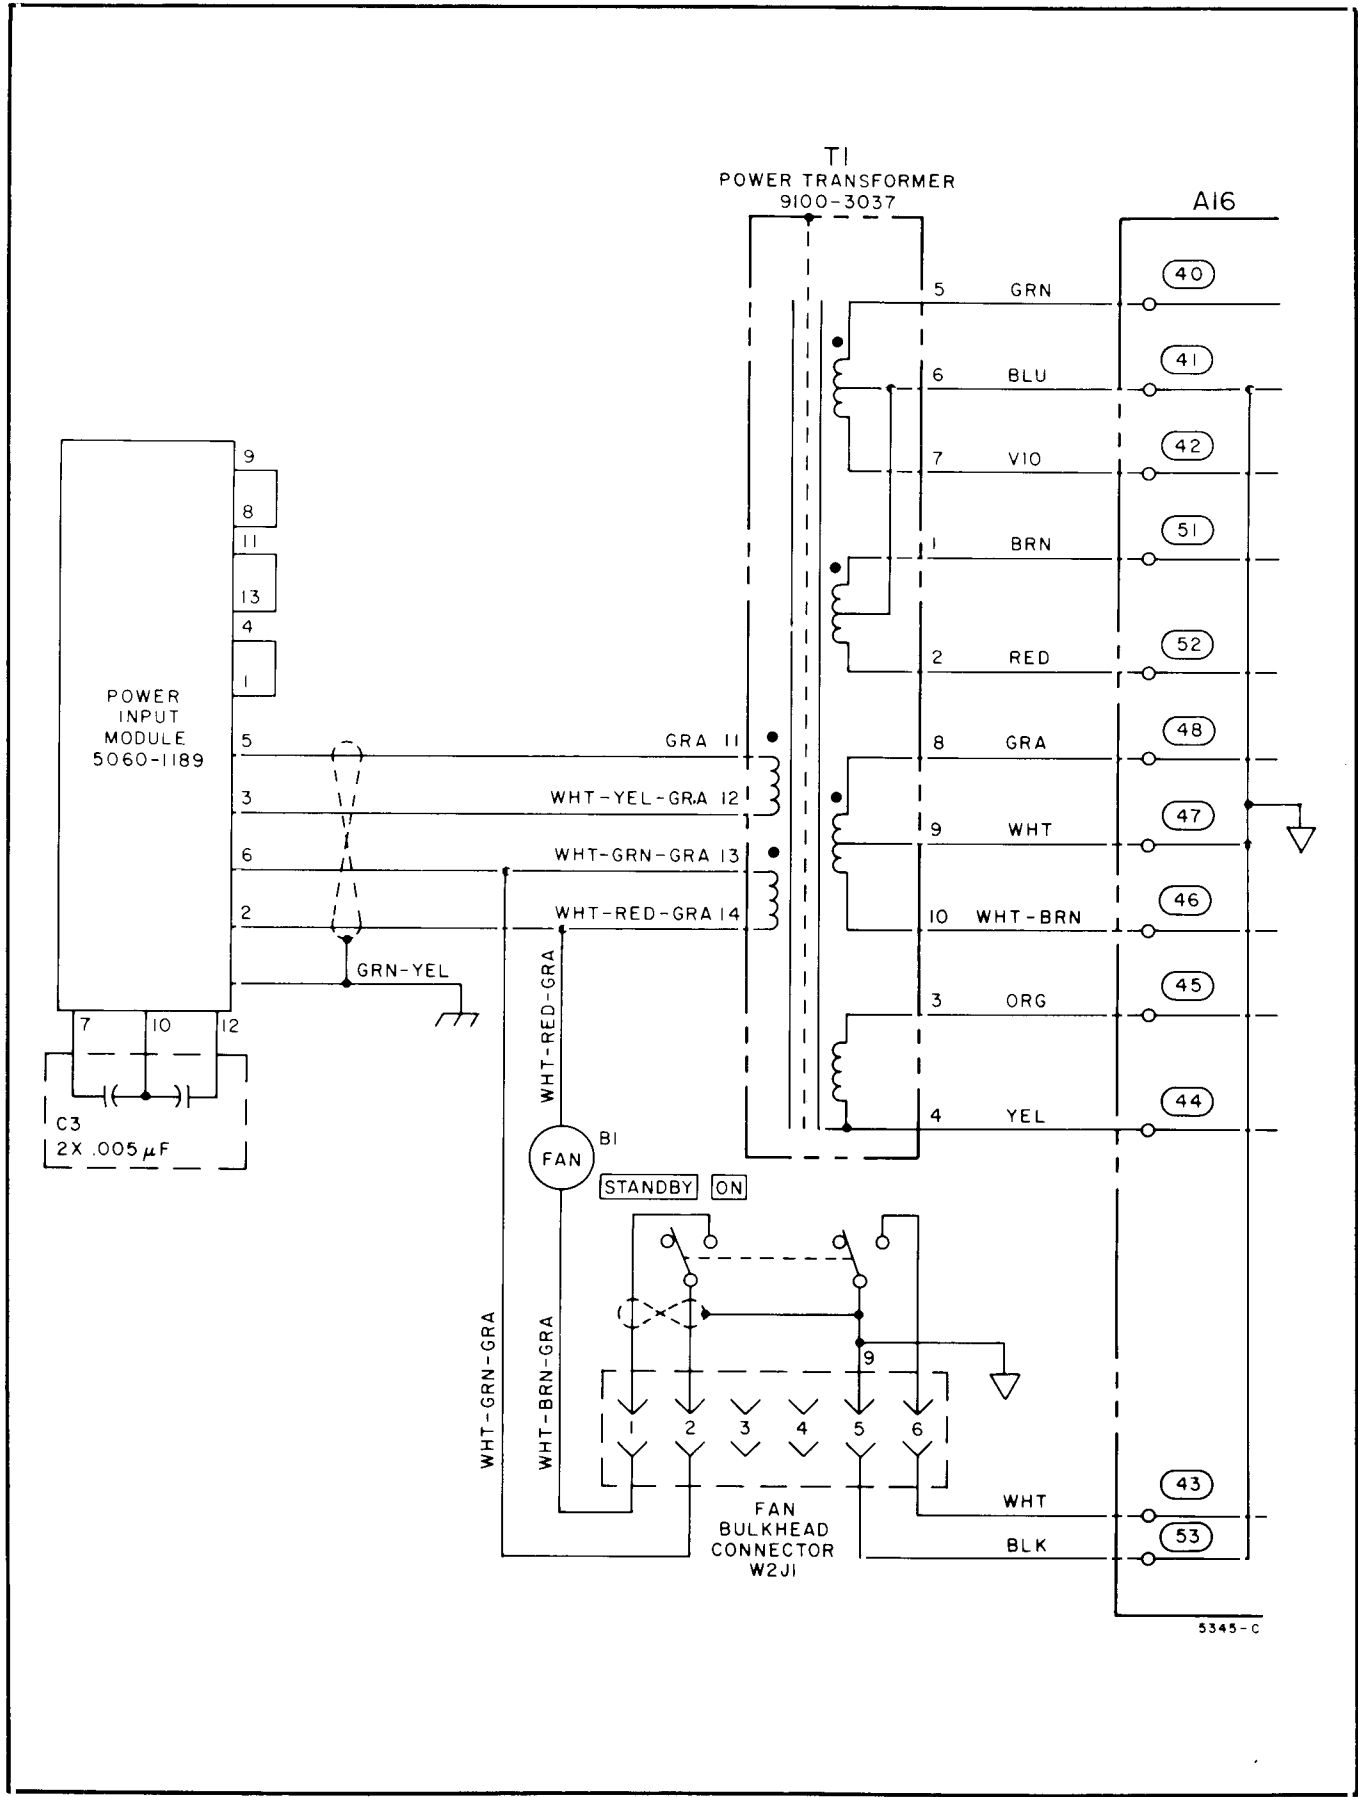 T1
POWER TRANSFORMER
9100-3037
A16
5 GRN 40
6 BLU 41
7 VIO 42
1 BRN 51
2 RED 52
8 GRA 48
9 WHT 47
10 WHT-BRN 46
3 ORG 45
4 YEL 44
9
8
11
13
4
1
POWER
INPUT
MODULE
5060-1189
5
3
6
2
GRA 11
WHT-YEL-GRA 12
WHT-GRN-GRA 13
WHT-RED-GRA 14
GRN-YEL
7 10 12
C3
2X .005 µF
WHT-RED-GRA
FAN
B1
STANDBY ON
WHT-GRN-GRA
WHT-BRN-GRA
9
1 2 3 4 5 6
FAN
BULKHEAD
CONNECTOR
W2J1
WHT 43
BLK 53
5345-C